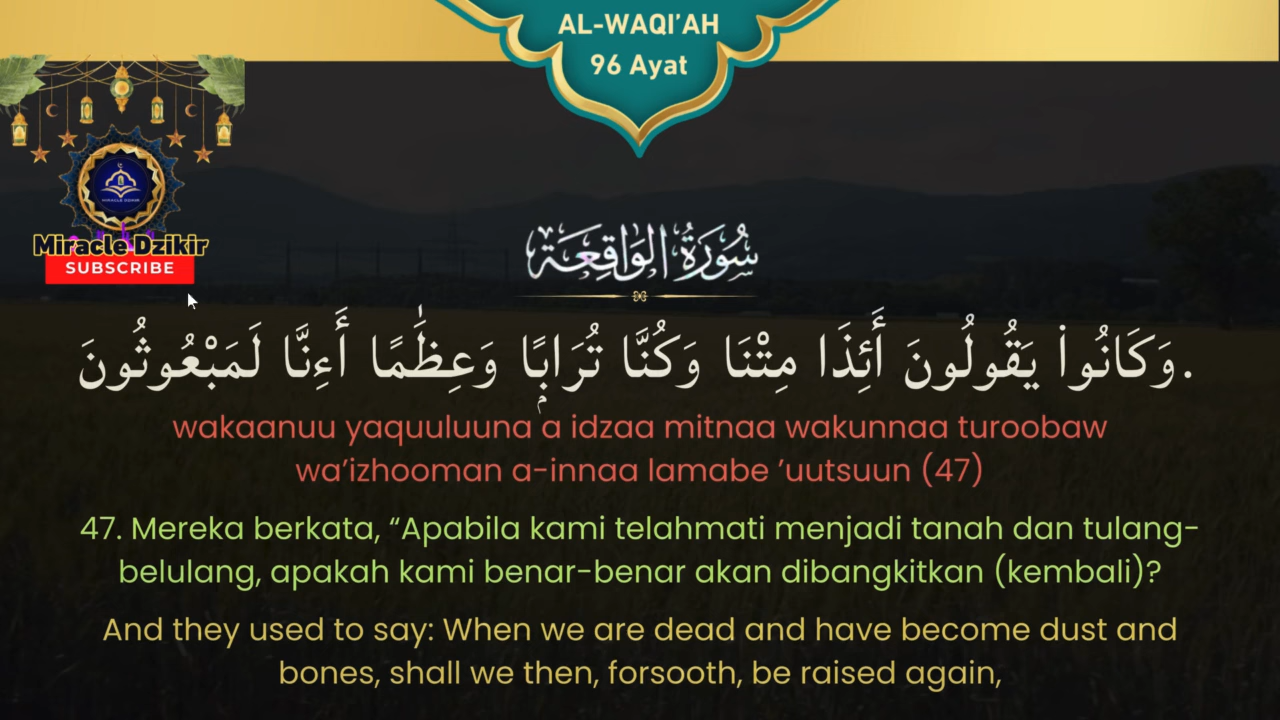 AL-WAQI’AH
96 Ayat
Miracle Dzikir
SUBSCRIBE
سُورَةُ الوَاقِعَة
وَكَانُواْ يَقُولُونَ أَئِذَا مِتْنَا وَكُنَّا تُرَابٗا وَعِظَٰمًا أَءِنَّا لَمَبْعُوثُونَ.
wakaanuu yaquuluuna a idzaa mitnaa wakunnaa turoobaw
wa’izhooman a-innaa lamabe ’uutsuun (47)
47. Mereka berkata, “Apabila kami telahmati menjadi tanah dan tulang-
belulang, apakah kami benar-benar akan dibangkitkan (kembali)?
And they used to say: When we are dead and have become dust and
bones, shall we then, forsooth, be raised again,